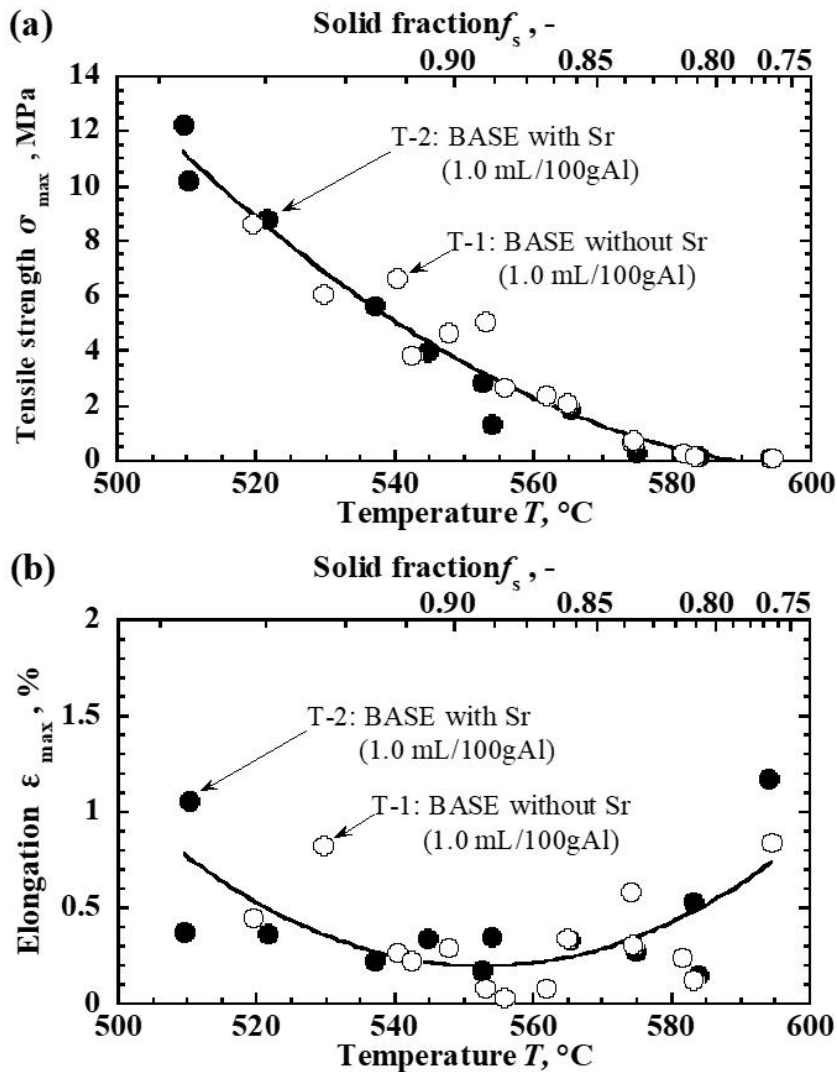 (a)
Solid fraction fs , -
0.90 0.85 0.80 0.75
14
12
10
8
6
4
2
0
Tensile strength σmax , MPa
T-2: BASE with Sr
(1.0 mL/100gAl)
T-1: BASE without Sr
(1.0 mL/100gAl)
500 520 540 560 580 600
Temperature T, °C
(b)
Solid fraction fs , -
0.90 0.85 0.80 0.75
2
1.5
1
0.5
0
Elongation εmax , %
T-2: BASE with Sr
(1.0 mL/100gAl)
T-1: BASE without Sr
(1.0 mL/100gAl)
500 520 540 560 580 600
Temperature T, °C